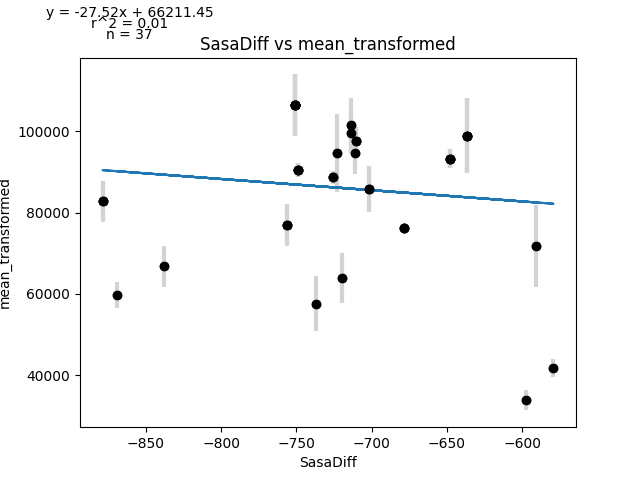 y = -27.52x + 66211.45
r^2 = 0.01
n = 37
SasaDiff vs mean_transformed
mean_transformed
100000
80000
60000
40000
−850
−800
−750
−700
−650
−600
SasaDiff